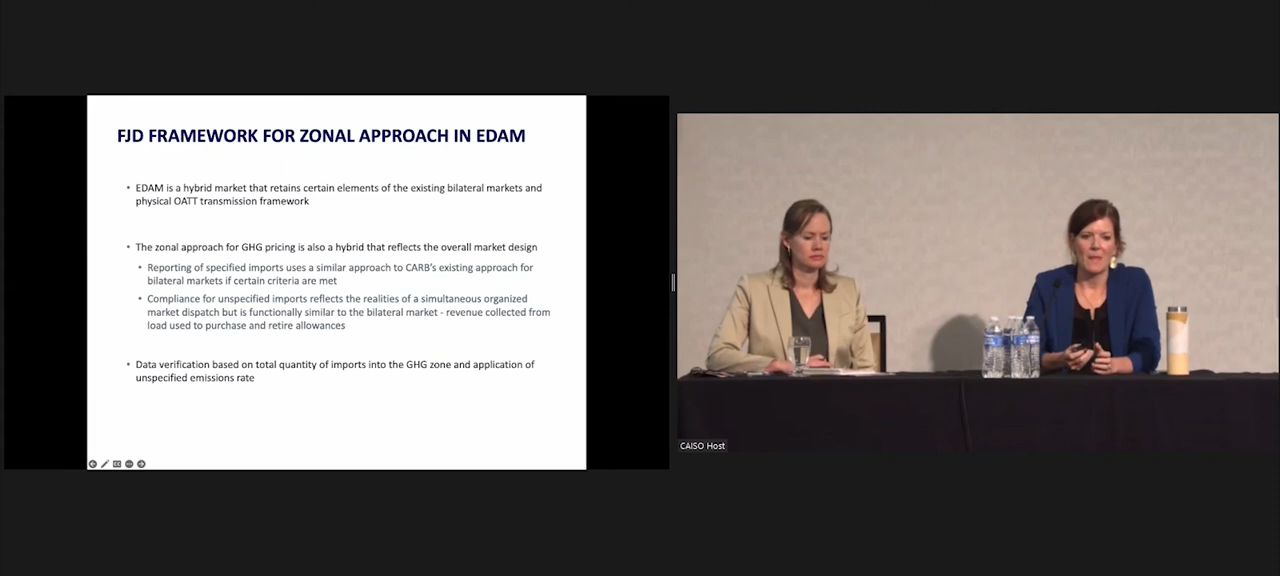 FJD FRAMEWORK FOR ZONAL APPROACH IN EDAM
• EDAM is a hybrid market that retains certain elements of the existing bilateral markets and
physical OATT transmission framework
• The zonal approach for GHG pricing is also a hybrid that reflects the overall market design
• Reporting of specified imports uses a similar approach to CARB's existing approach for
bilateral markets if certain criteria are met
• Compliance for unspecified imports reflects the realities of a simultaneous organized
market dispatch but is functionally similar to the bilateral market - revenue collected from
load used to purchase and retire allowances
• Data verification based on total quantity of imports into the GHG zone and application of
unspecified emissions rate
CAISO Host